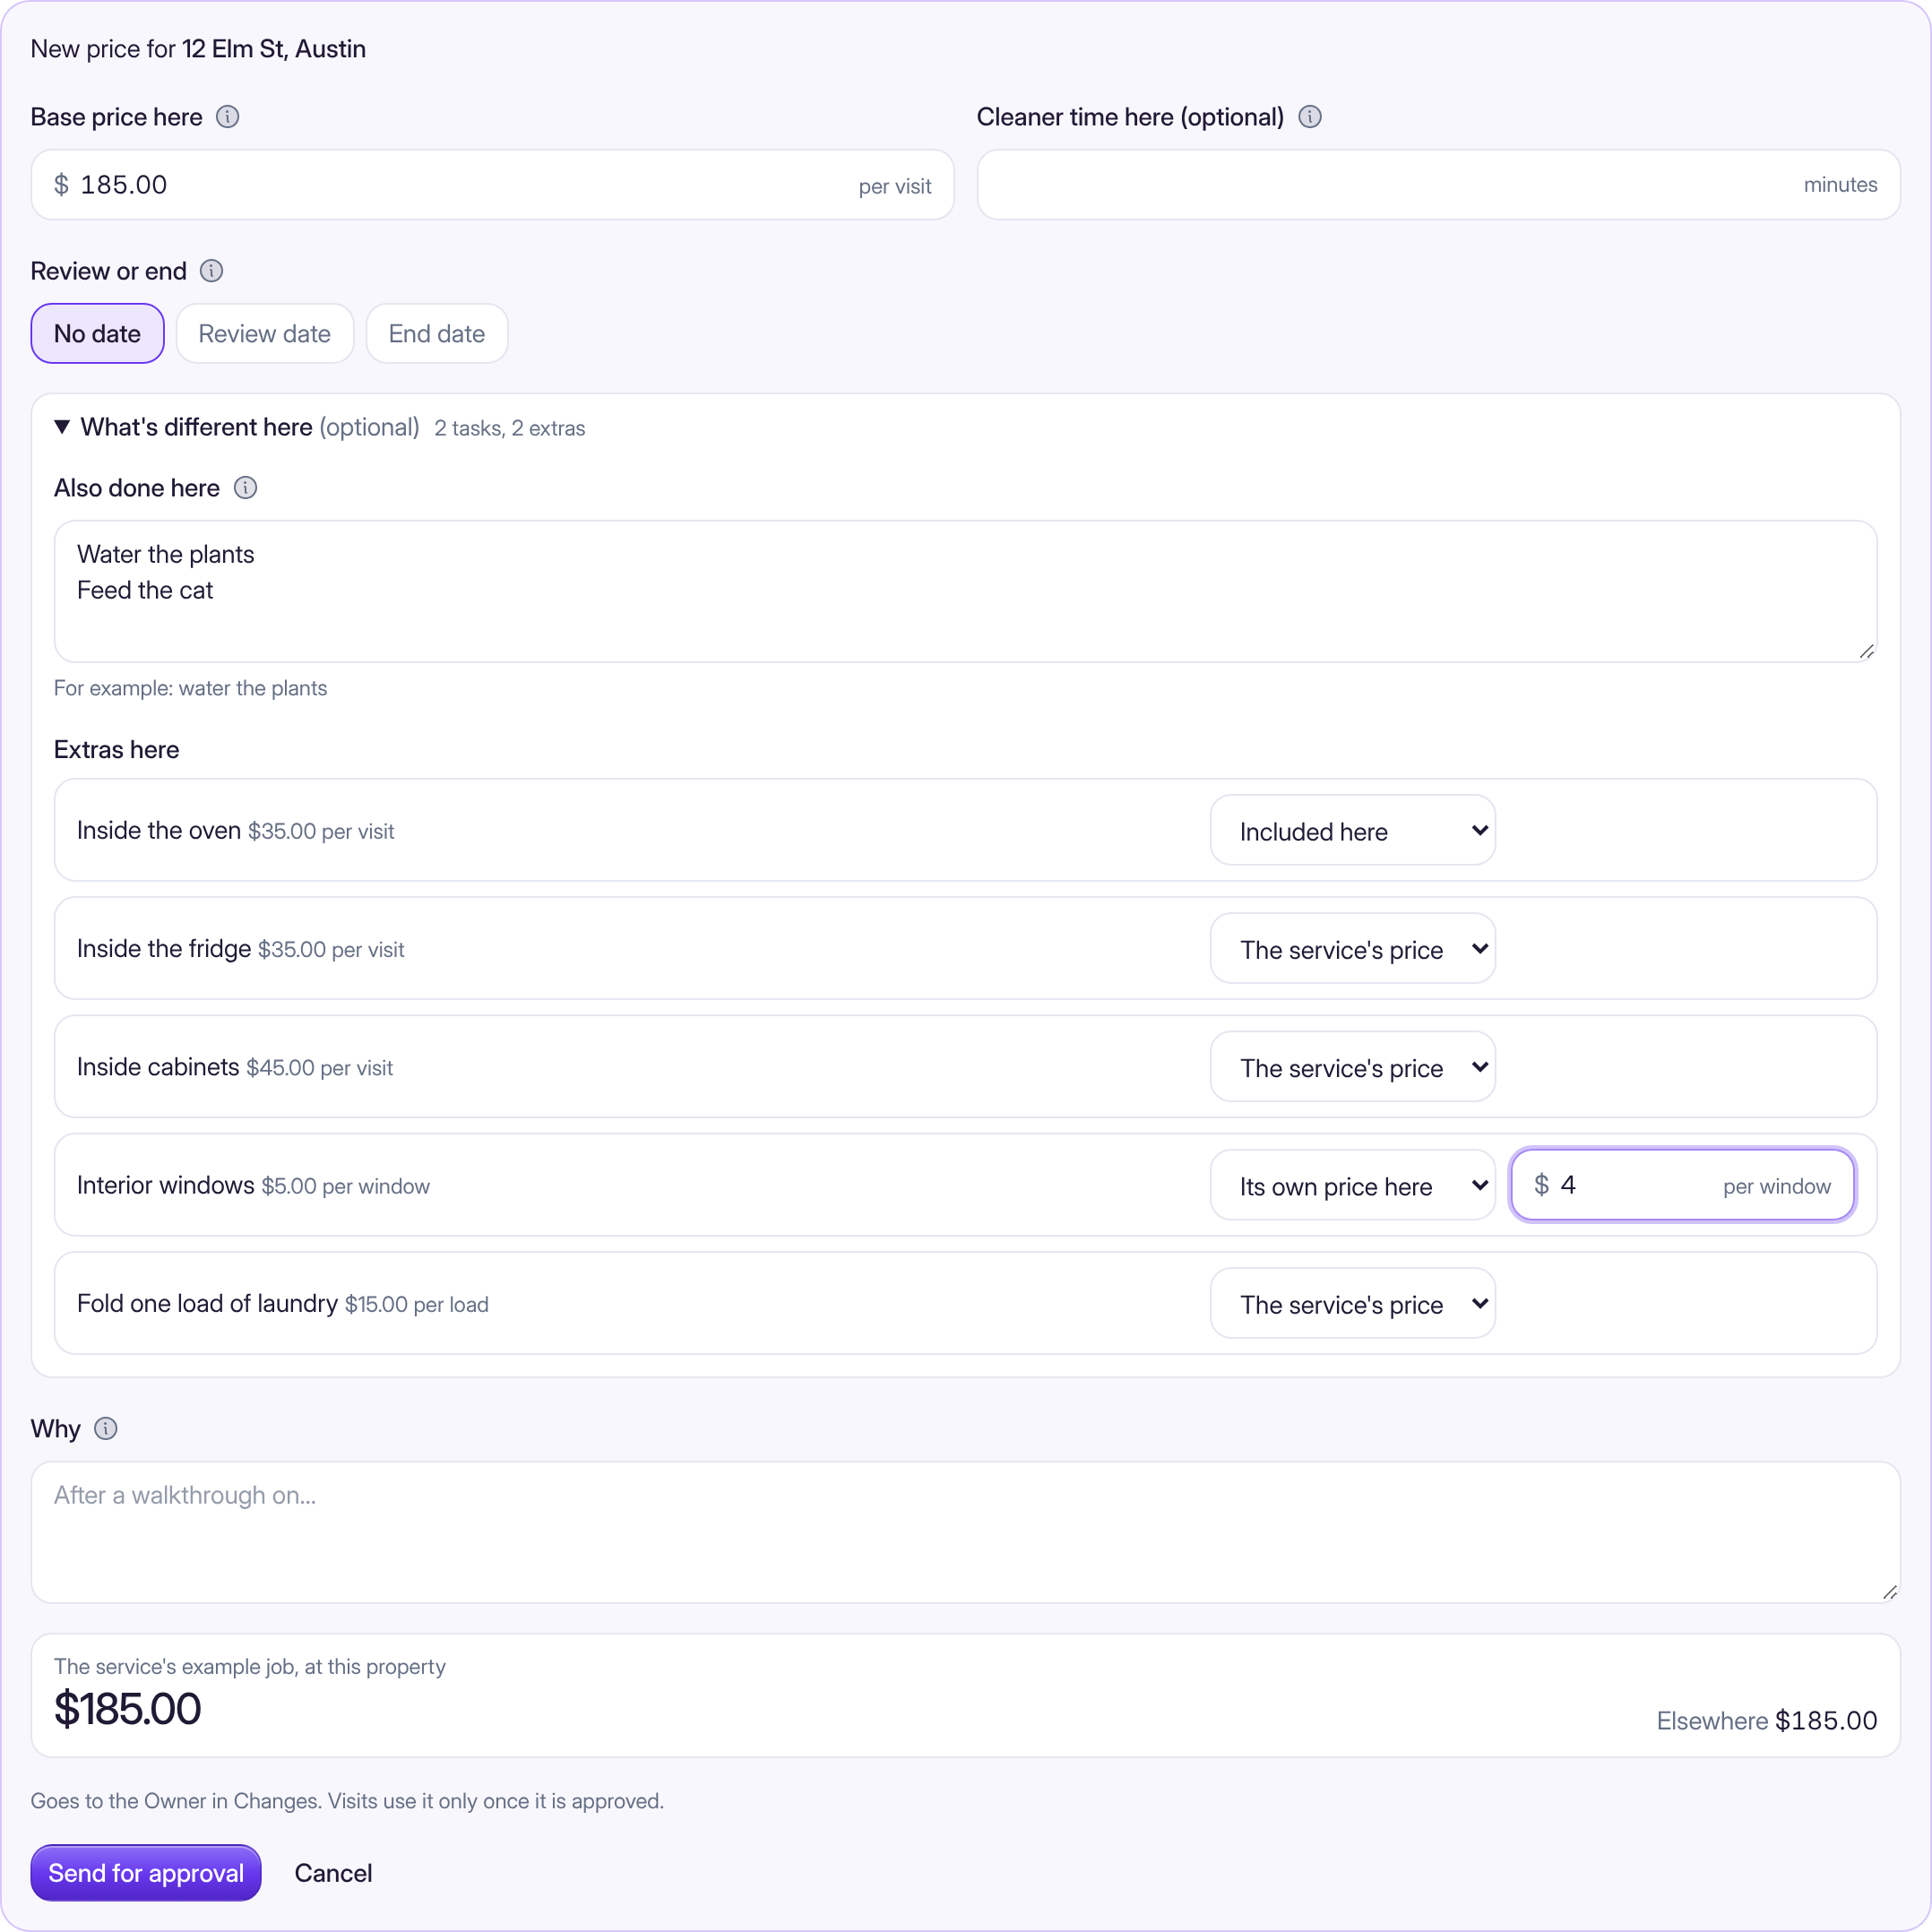 New price for 12 Elm St, Austin
Base price here
Cleaner time here (optional)
$ 185.00 per visit
minutes
Review or end
No date
Review date
End date
What's different here (optional) 2 tasks, 2 extras
Also done here
Water the plants
Feed the cat
For example: water the plants
Extras here
Inside the oven $35.00 per visit
Included here
Inside the fridge $35.00 per visit
The service's price
Inside cabinets $45.00 per visit
The service's price
Interior windows $5.00 per window
Its own price here
$ 4 per window
Fold one load of laundry $15.00 per load
The service's price
Why
After a walkthrough on...
The service's example job, at this property
$185.00
Elsewhere $185.00
Goes to the Owner in Changes. Visits use it only once it is approved.
Send for approval
Cancel